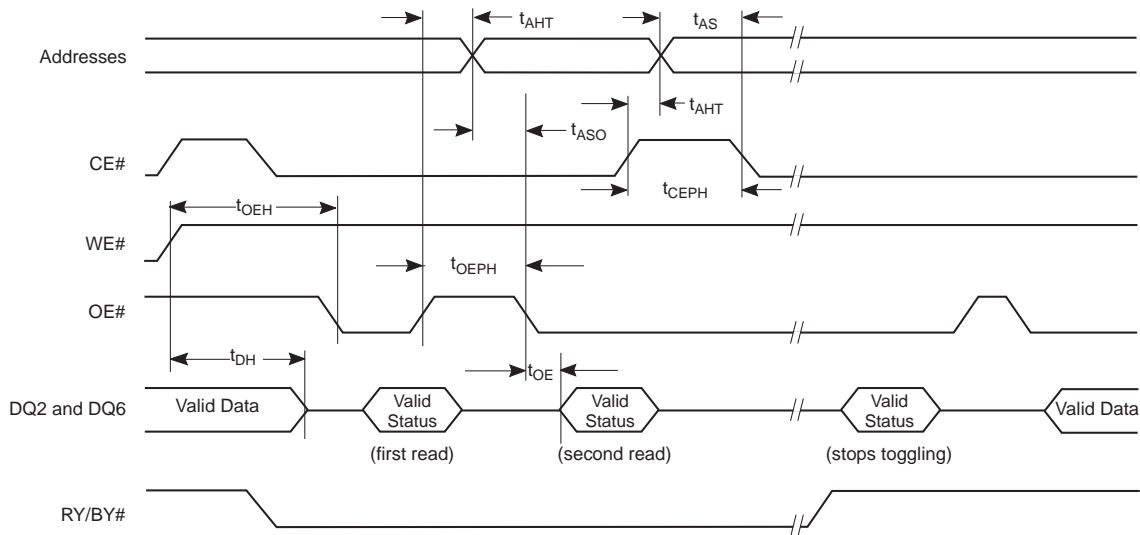 tAHT
tAS
Addresses
tAHT
tASO
CE#
tCEPH
tOEH
WE#
tOEPH
OE#
tDH
tOE
DQ2 and DQ6
Valid Data
Valid
Status
Valid
Status
Valid
Status
Valid Data
(first read)
(second read)
(stops toggling)
RY/BY#